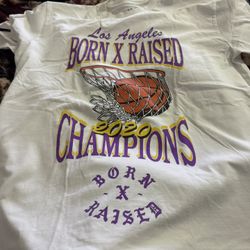 Los Angeles
BORN X RAISED
2020
CHAMPIONS
BORN
-X-
RAISED